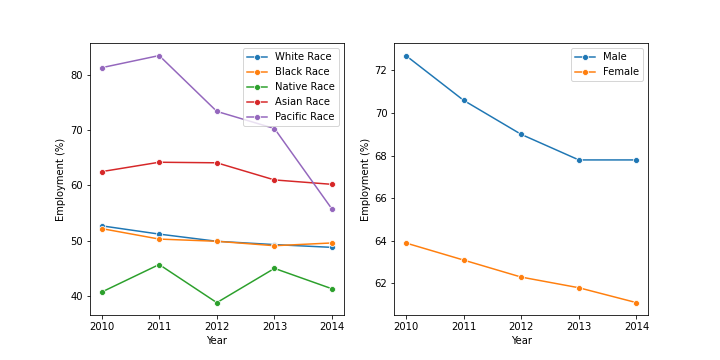 White Race
Black Race
Native Race
Asian Race
Pacific Race
80
70
60
50
40
Employment (%)
2010 2011 2012 2013 2014
Year
Male
Female
72
70
68
66
64
62
Employment (%)
2010 2011 2012 2013 2014
Year